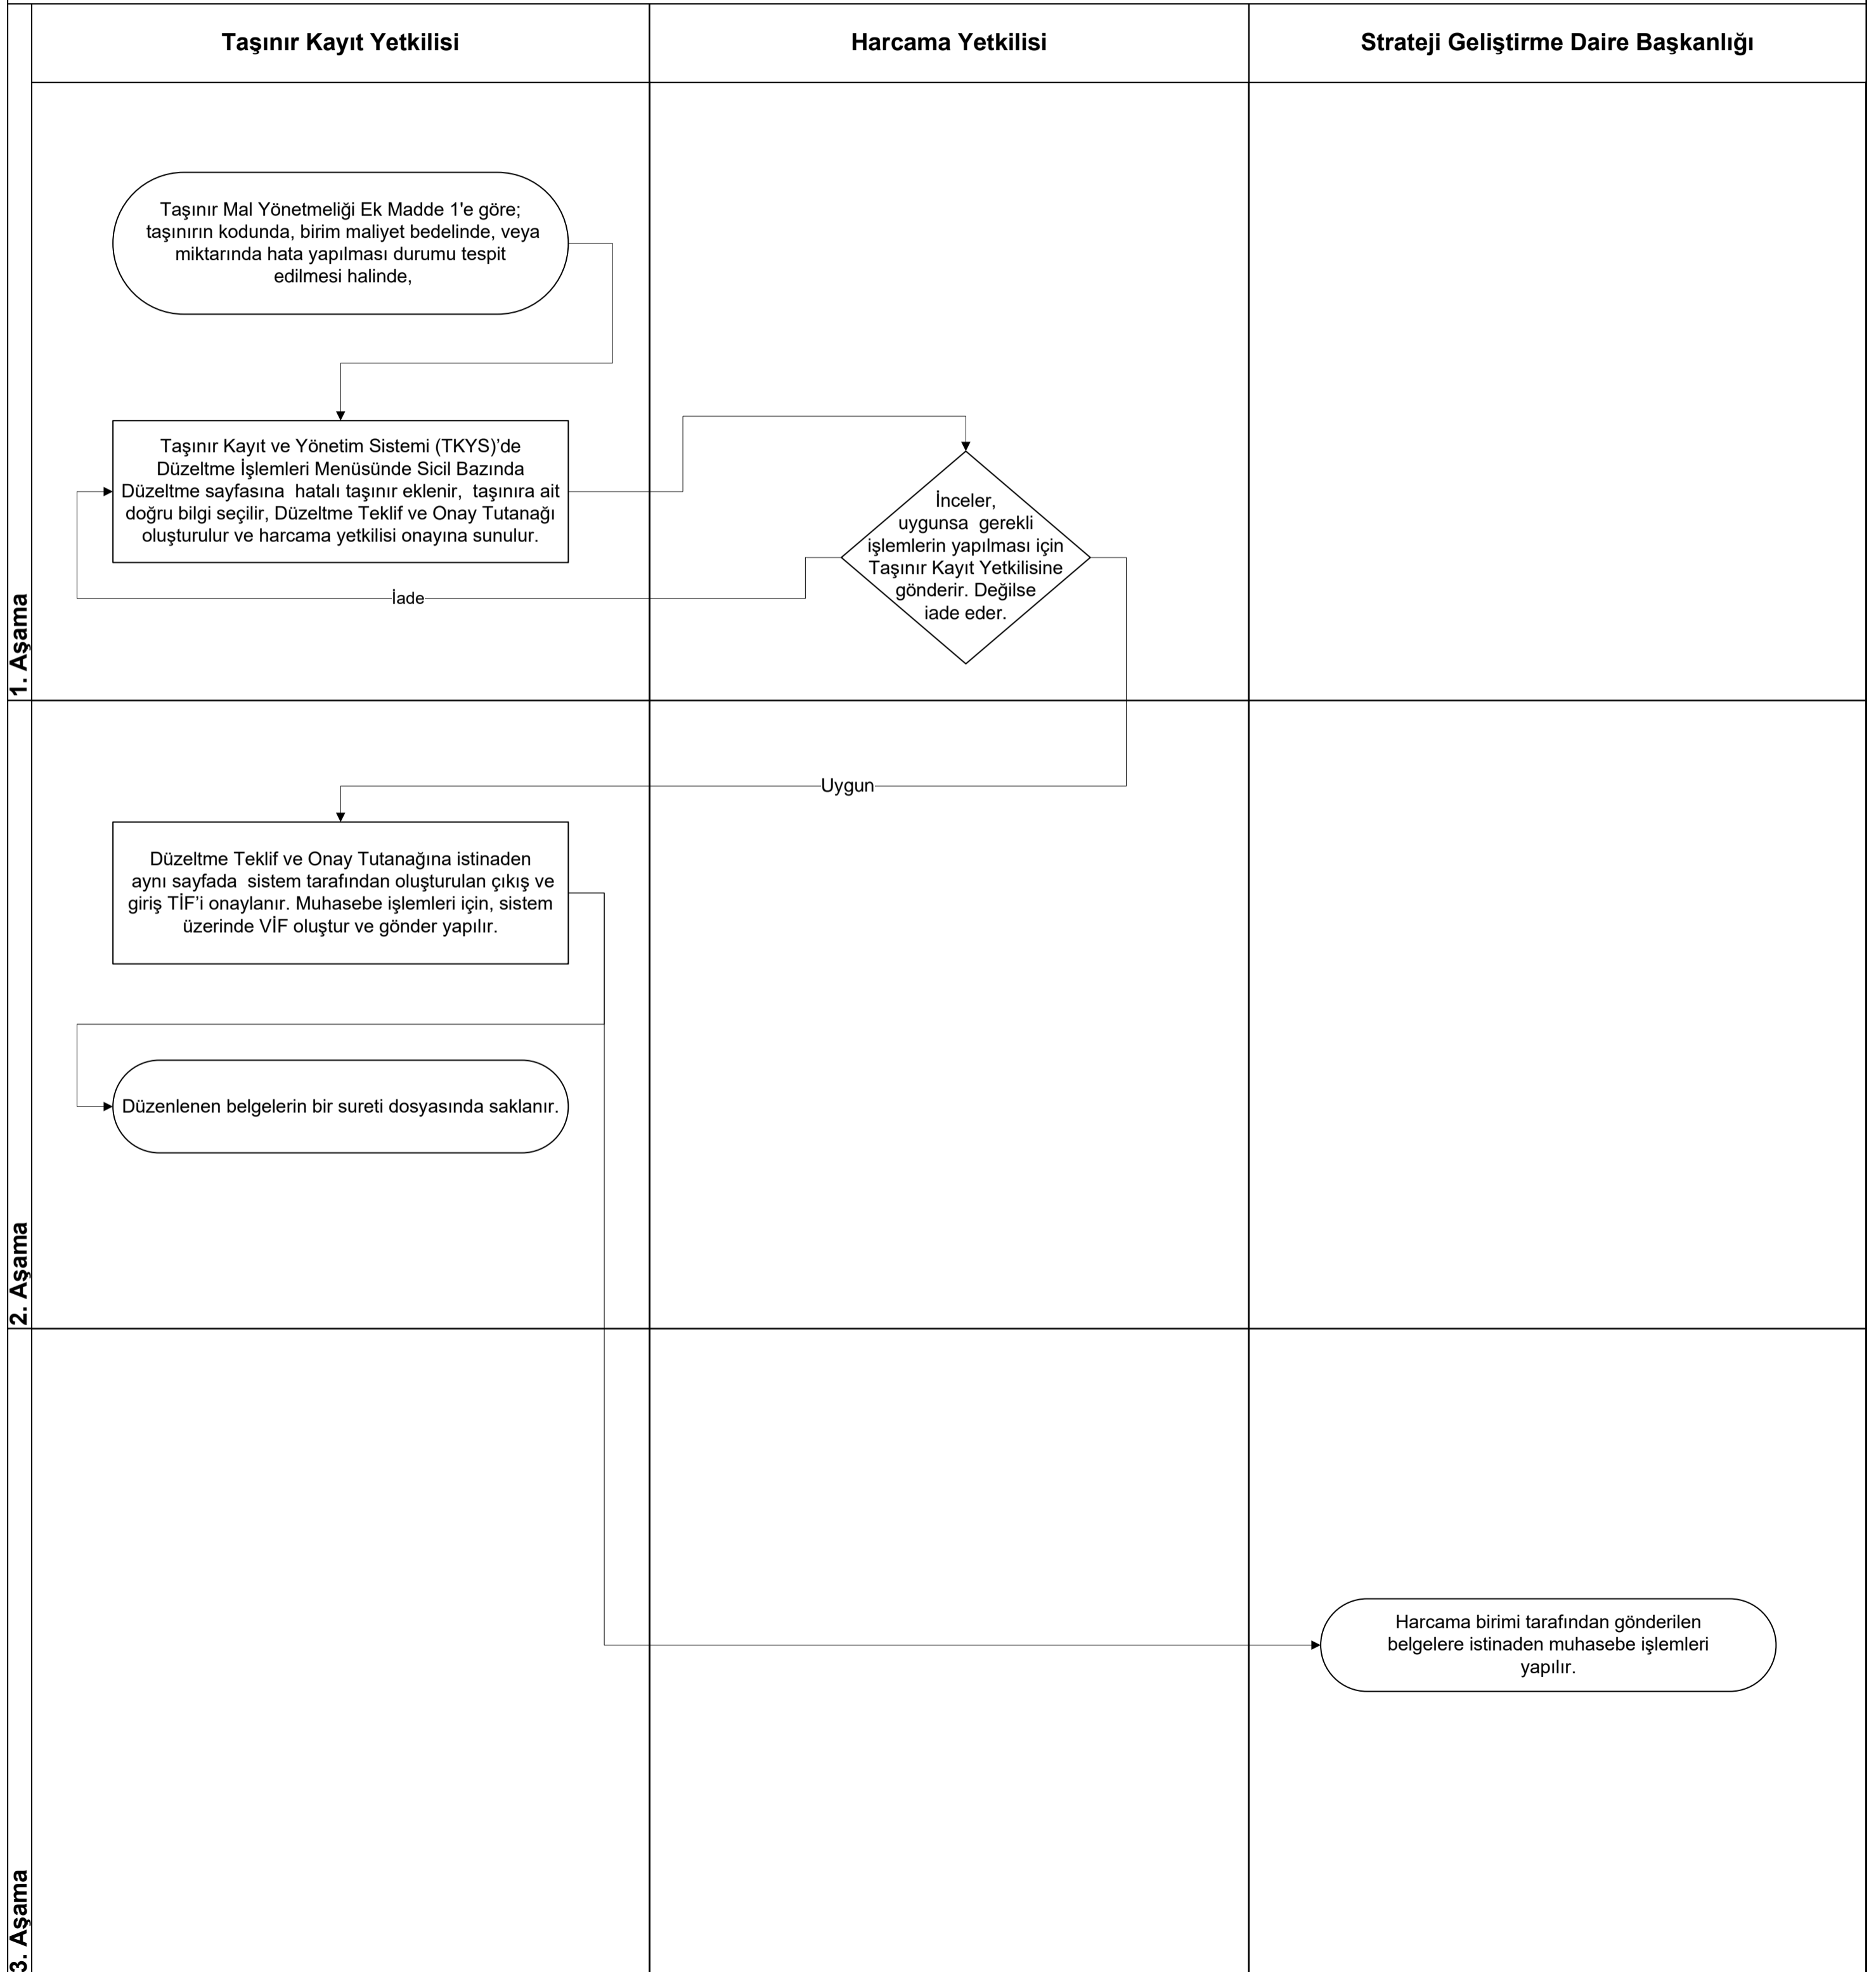 Taşınır Kayıt Yetkilisi
Harcama Yetkilisi
Strateji Geliştirme Daire Başkanlığı
1. Aşama
Taşınır Mal Yönetmeliği Ek Madde 1'e göre;
taşınırın kodunda, birim maliyet bedelinde, veya
miktarında hata yapılması durumu tespit
edilmesi halinde,
Taşınır Kayıt ve Yönetim Sistemi (TKYS)’de
Düzeltme İşlemleri Menüsünde Sicil Bazında
Düzeltme sayfasına hatalı taşınır eklenir, taşınıra ait
doğru bilgi seçilir, Düzeltme Teklif ve Onay Tutanağı
oluşturulur ve harcama yetkilisi onayına sunulur.
İnceler,
uygunsa gerekli
işlemlerin yapılması için
Taşınır Kayıt Yetkilisine
gönderir. Değilse
iade eder.
İade
2. Aşama
Uygun
Düzeltme Teklif ve Onay Tutanağına istinaden
aynı sayfada sistem tarafından oluşturulan çıkış ve
giriş TİF’i onaylanır. Muhasebe işlemleri için, sistem
üzerinde VİF oluştur ve gönder yapılır.
Düzenlenen belgelerin bir sureti dosyasında saklanır.
3. Aşama
Harcama birimi tarafından gönderilen
belgelere istinaden muhasebe işlemleri
yapılır.